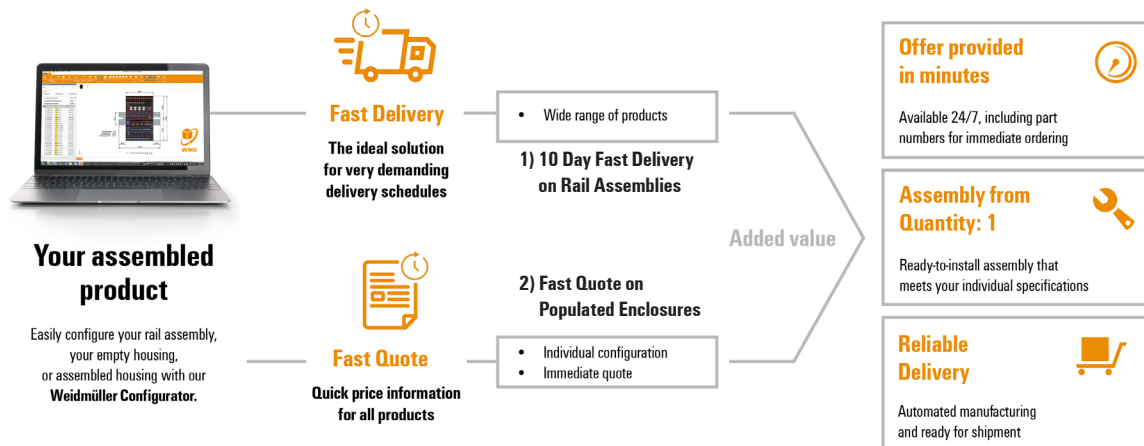 Your assembled
product
Easily configure your rail assembly,
your empty housing,
or assembled housing with our
Weidmüller Configurator.
WMC
Fast Delivery
The ideal solution
for very demanding
delivery schedules
• Wide range of products
1) 10 Day Fast Delivery
on Rail Assemblies
Fast Quote
Quick price information
for all products
2) Fast Quote on
Populated Enclosures
• Individual configuration
• Immediate quote
Added value
Offer provided
in minutes
Available 24/7, including part
numbers for immediate ordering
Assembly from
Quantity: 1
Ready-to-install assembly that
meets your individual specifications
Reliable
Delivery
Automated manufacturing
and ready for shipment